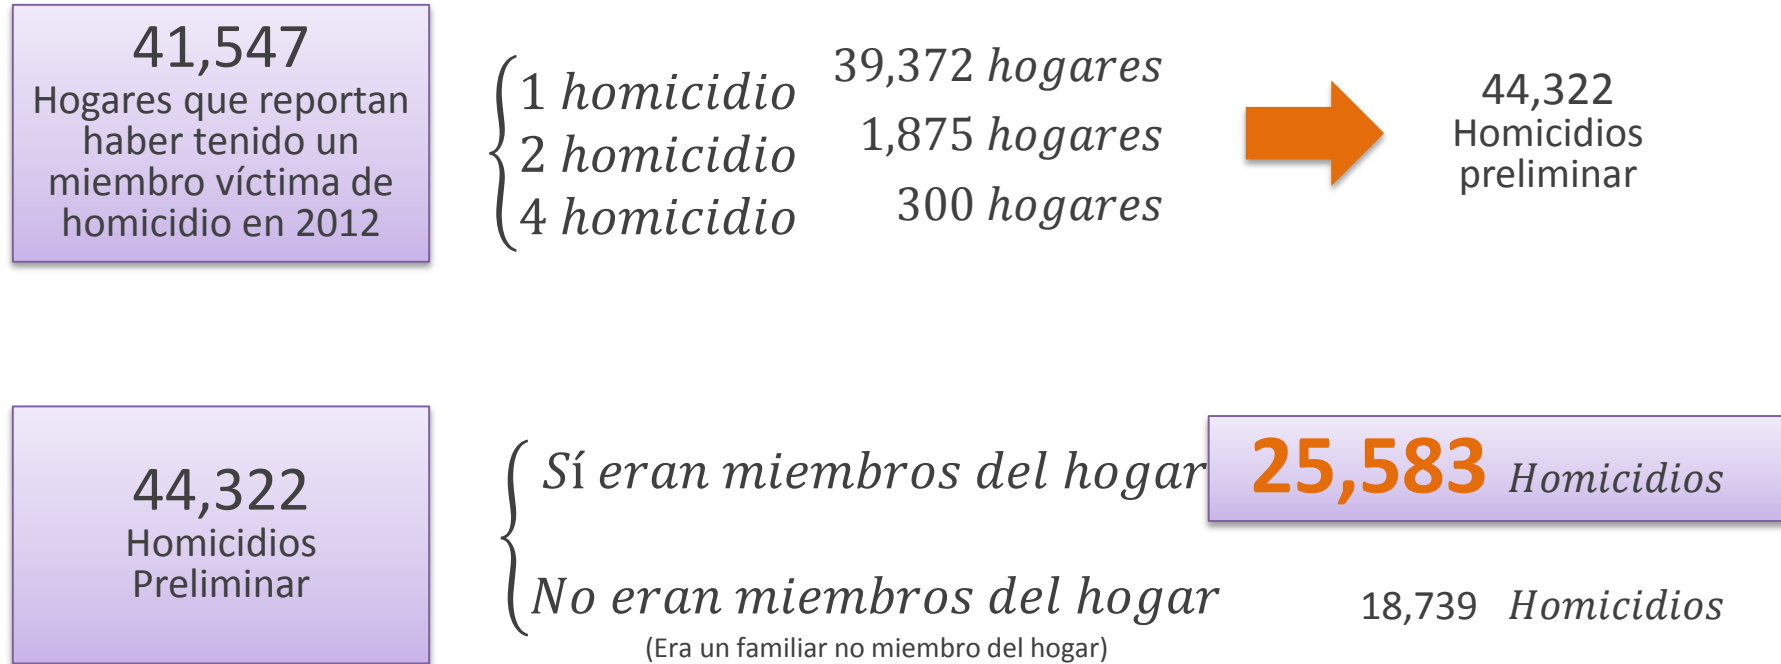 41,547
Hogares que reportan
haber tenido un
miembro víctima de
homicidio en 2012
1 homicidio 39,372 hogares
2 homicidio 1,875 hogares
4 homicidio 300 hogares
44,322
Homicidios
preliminar
44,322
Homicidios
Preliminar
Sí eran miembros del hogar 25,583 Homicidios
No eran miembros del hogar 18,739 Homicidios
(Era un familiar no miembro del hogar)